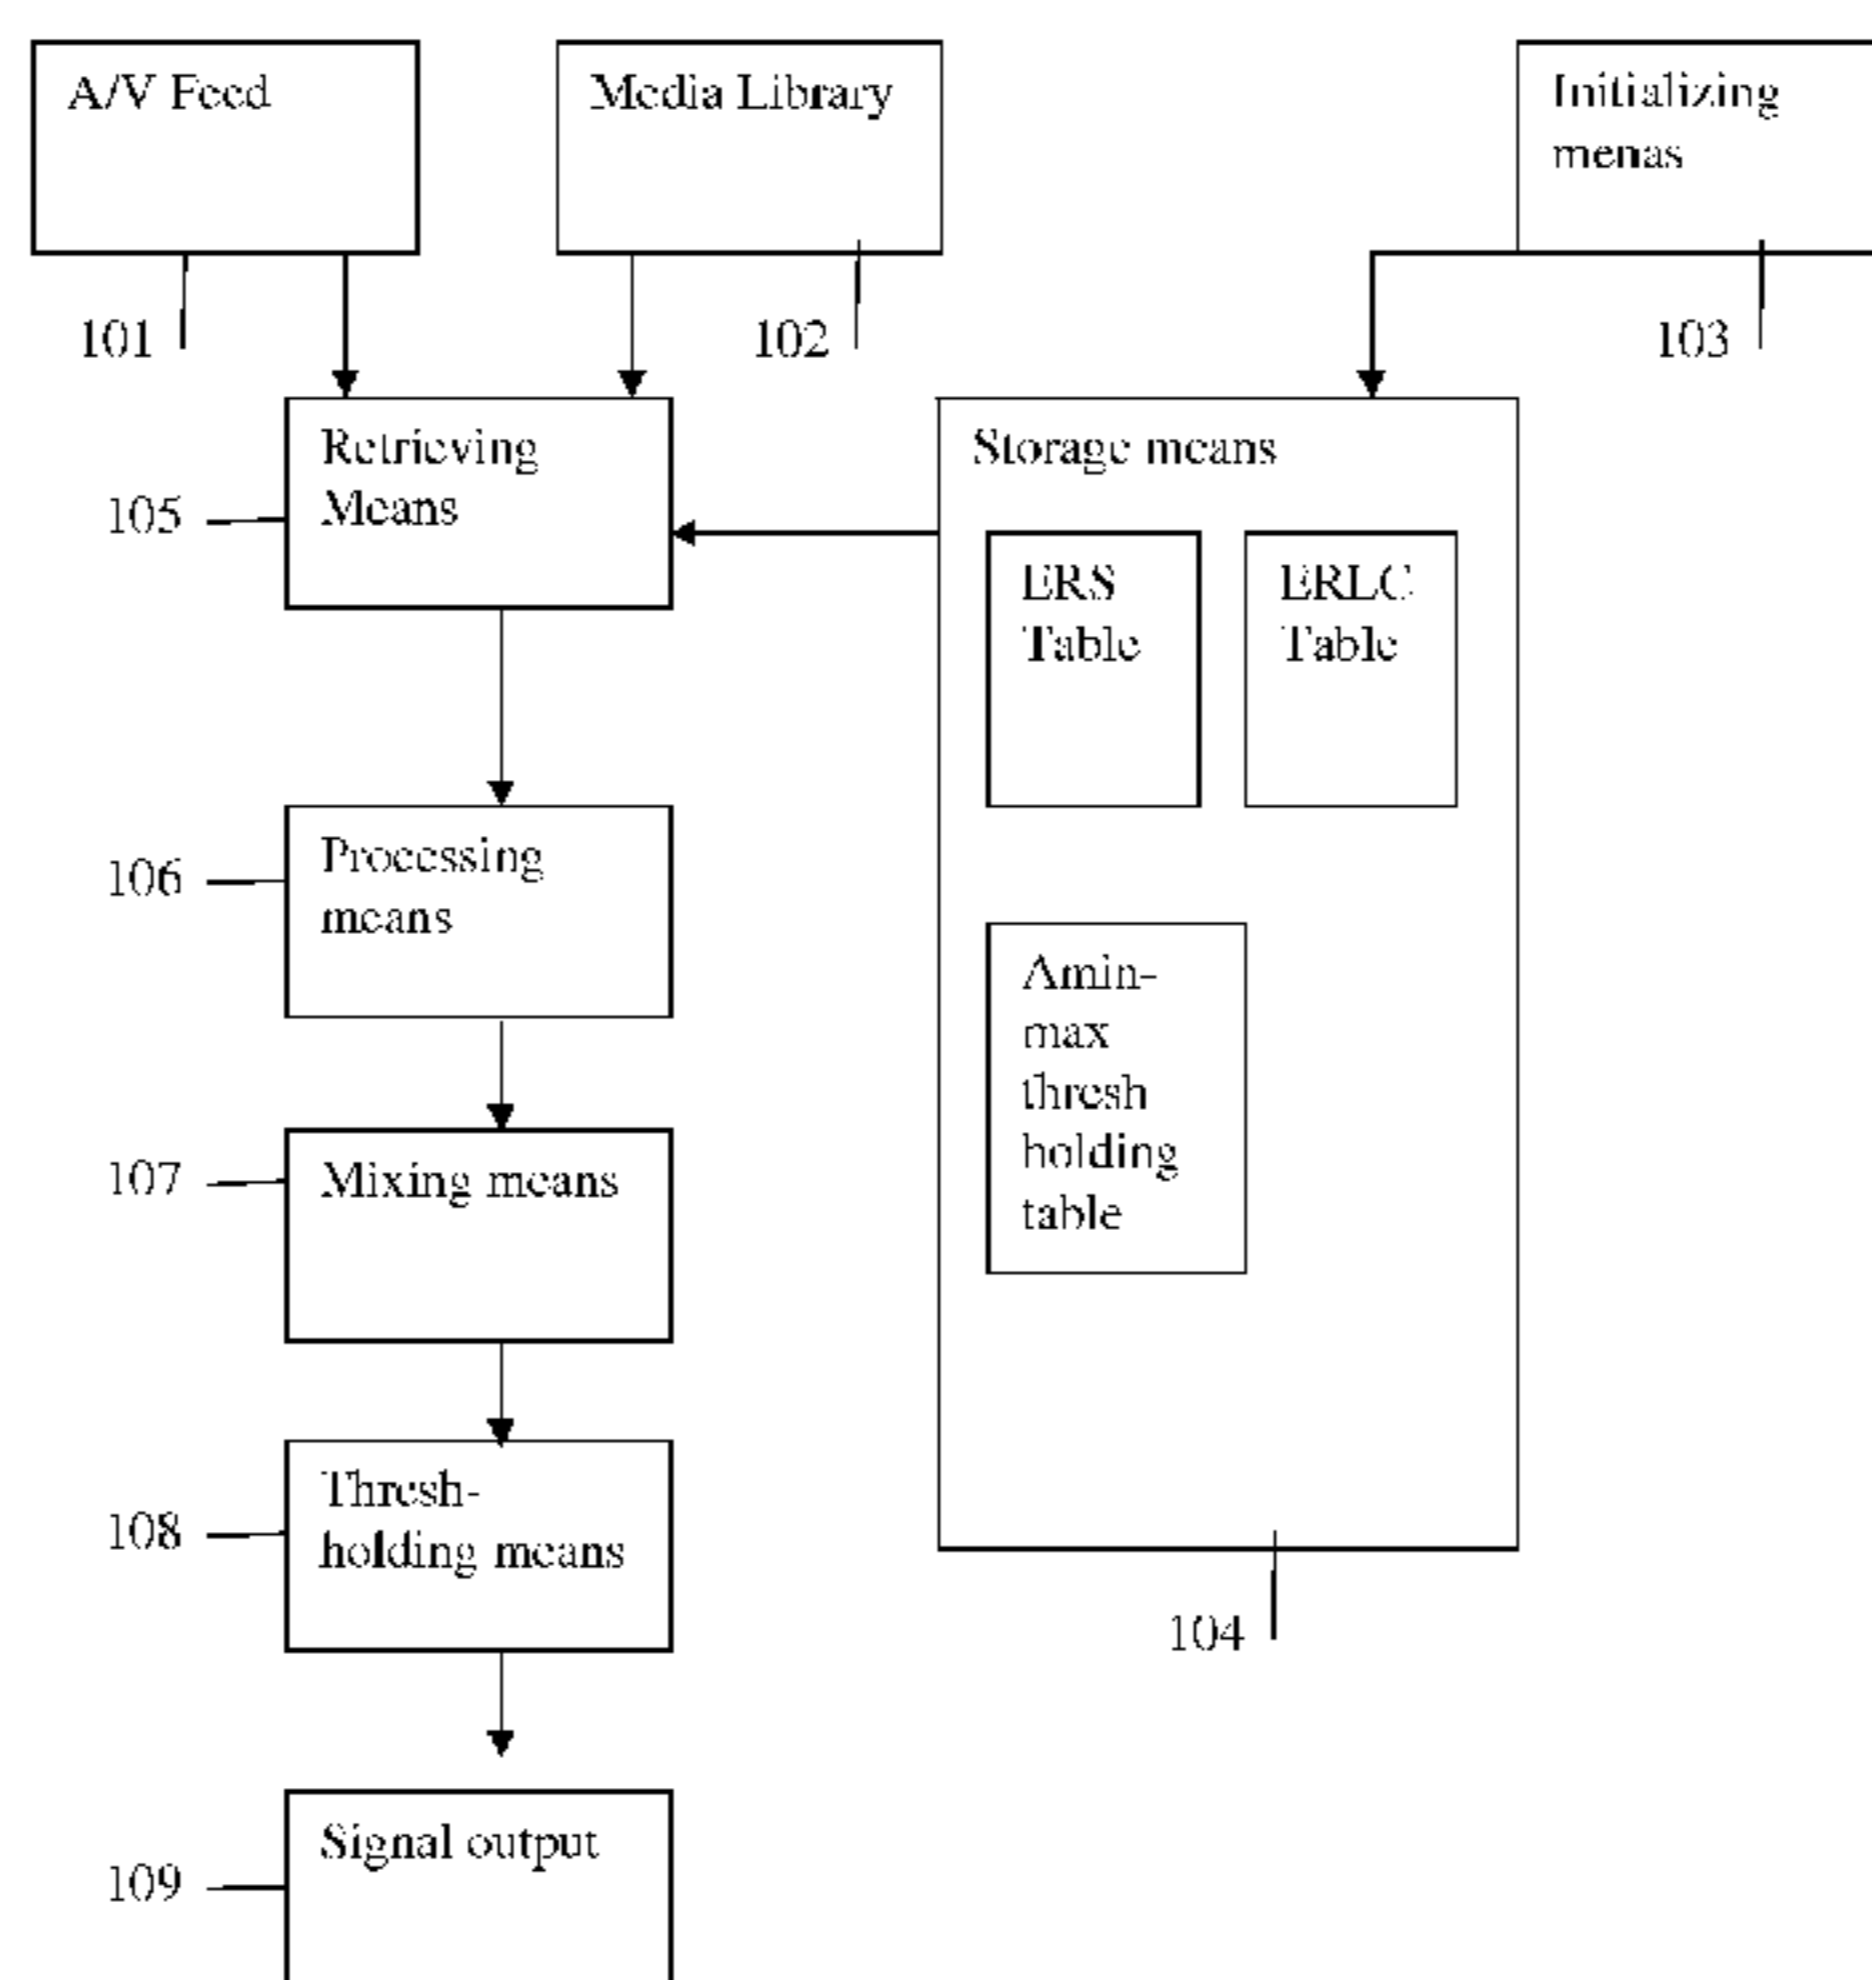 A/V Feed
Media Library
Initializing
menas
101
102
103
Retrieving
Means
105
Storage means
ERS
Table
ERLC
Table
Processing
means
106
Amin-
max
thresh
holding
table
Mixing means
107
Thresh-
holding means
108
104
Signal output
109